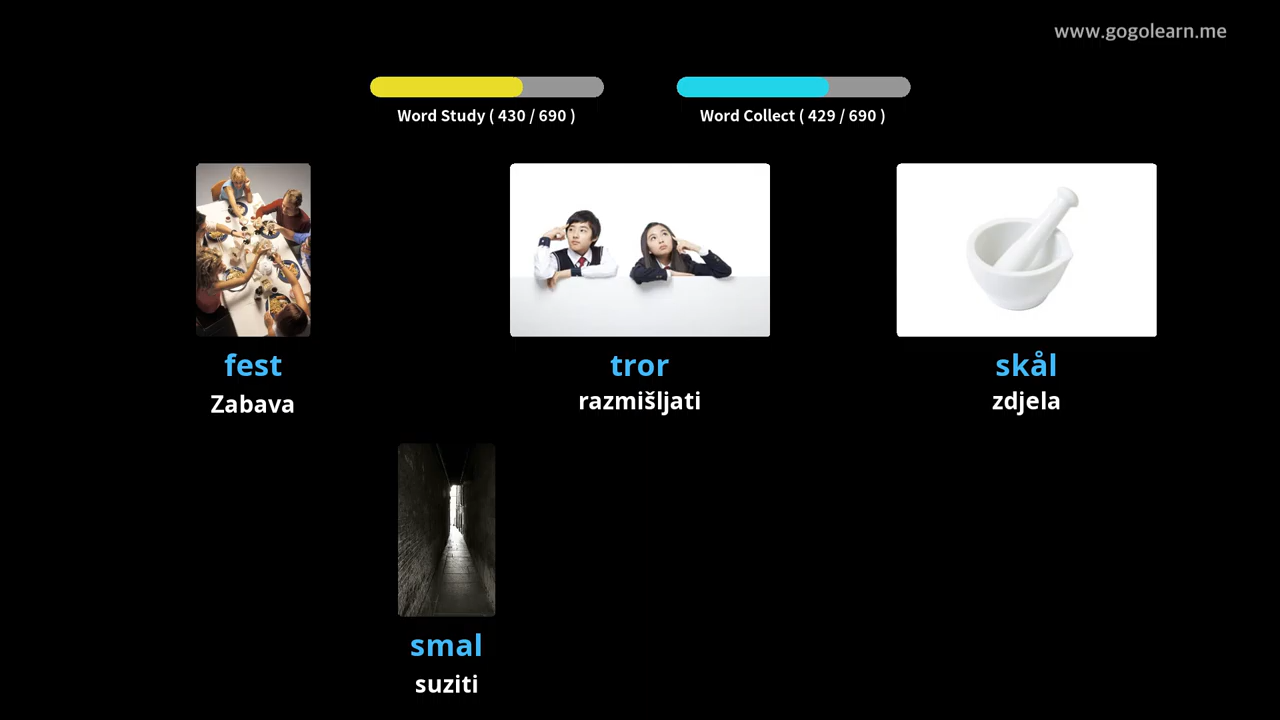 www.gogolearn.me
Word Study ( 430 / 690 )
Word Collect ( 429 / 690 )
fest
Zabava
tror
razmišljati
skål
zdjela
smal
suziti